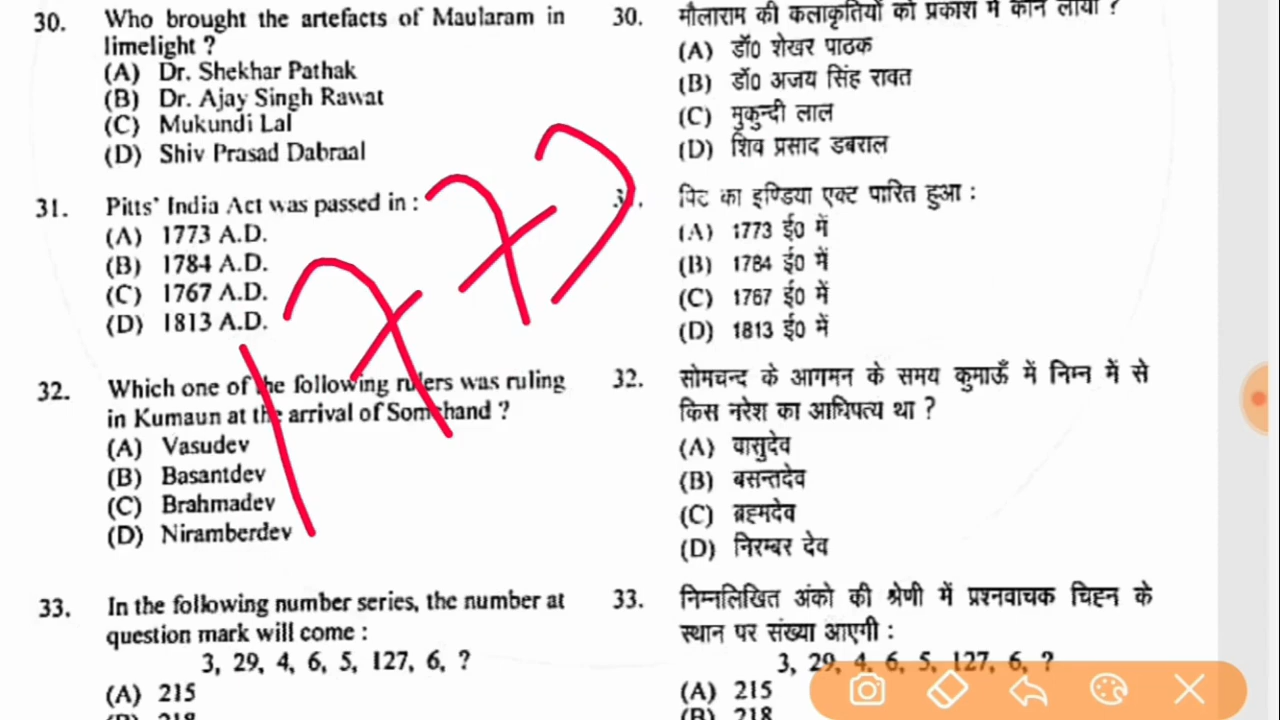 30. Who brought the artefacts of Maularam in
limelight ?
(A) Dr. Shekhar Pathak
(B) Dr. Ajay Singh Rawat
(C) Mukundi Lal
(D) Shiv Prasad Dabraal
31. Pitts' India Act was passed in :
(A) 1773 A.D.
(B) 1784 A.D.
(C) 1767 A.D.
(D) 1813 A.D.
32. Which one of the following rulers was ruling
in Kumaun at the arrival of Somchand ?
(A) Vasudev
(B) Basantdev
(C) Brahmadev
(D) Niramberdev
33. In the following number series, the number at
question mark will come :
3, 29, 4, 6, 5, 127, 6, ?
(A) 215
(B) 218
30. मौलाराम की कलाकृतियों को प्रकाश में कौन लाया ?
(A) डॉ0 शेखर पाठक
(B) डॉ0 अजय सिंह रावत
(C) मुकुन्दी लाल
(D) शिव प्रसाद डबराल
पिट का इण्डिया एक्ट पारित हुआ :
(A) 1773 ई0 में
(B) 1784 ई0 में
(C) 1767 ई0 में
(D) 1813 ई0 में
32. सोमचन्द के आगमन के समय कुमाऊँ में निम्न में से
किस नरेश का आधिपत्य था ?
(A) वासुदेव
(B) बसन्तदेव
(C) ब्रह्मदेव
(D) निरम्बर देव
33. निम्नलिखित अंको की श्रेणी में प्रश्नवाचक चिह्न के
स्थान पर संख्या आएगी :
3, 29, 4, 6, 5, 127, 6, ?
(A) 215
(B) 218